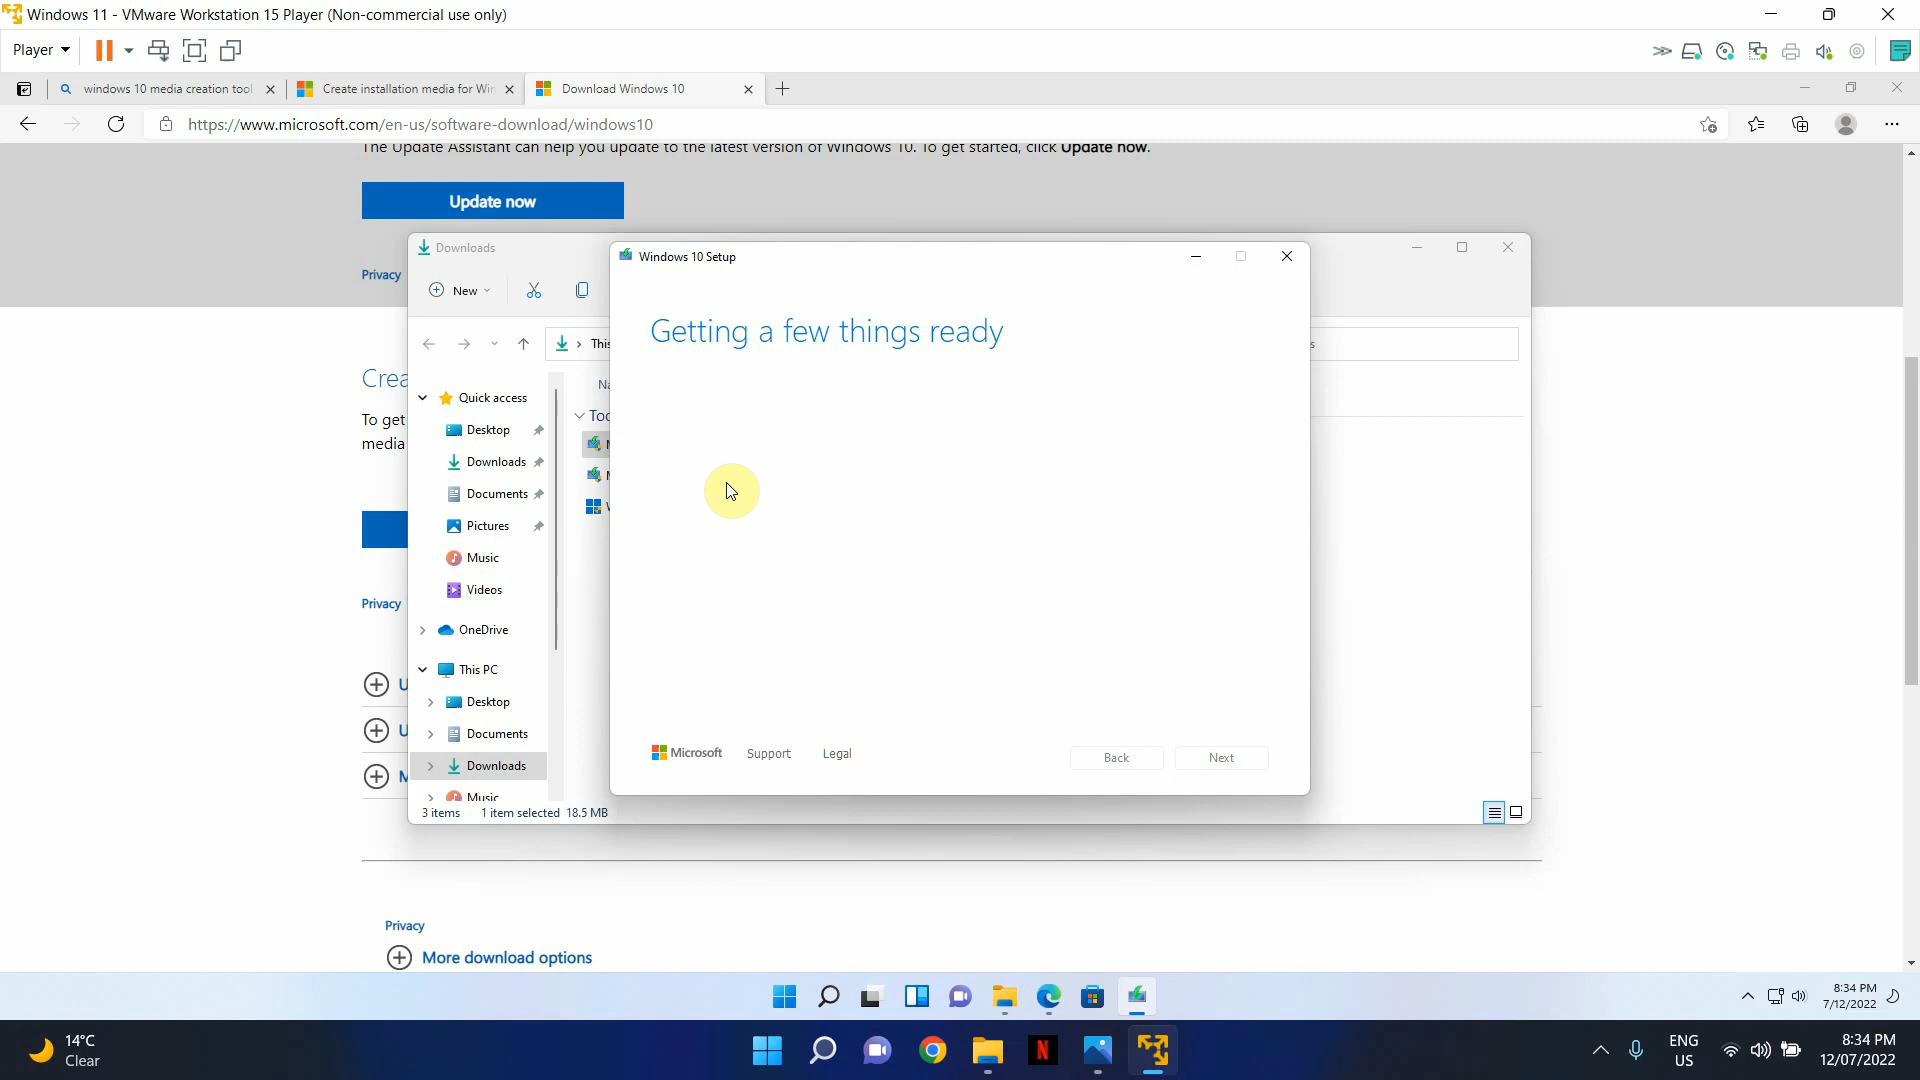 Windows 11 - VMware Workstation 15 Player (Non-commercial use only)
Player
windows 10 media creation tool
Create installation media for Win
Download Windows 10
https://www.microsoft.com/en-us/software-download/windows10
The Update Assistant can help you update to the latest version of Windows 10. To get started, click Update now.
Update now
Privacy
Downloads
New
This
s
Windows 10 Setup
Getting a few things ready
Microsoft
Support
Legal
Back
Next
Crea
To get
media
Privacy
Quick access
Desktop
Downloads
Documents
Pictures
Music
Videos
OneDrive
This PC
Desktop
Documents
Downloads
Music
Na
3 items
1 item selected 18.5 MB
Privacy
More download options
8:34 PM
7/12/2022
14°C
Clear
ENG
US
8:34 PM
12/07/2022